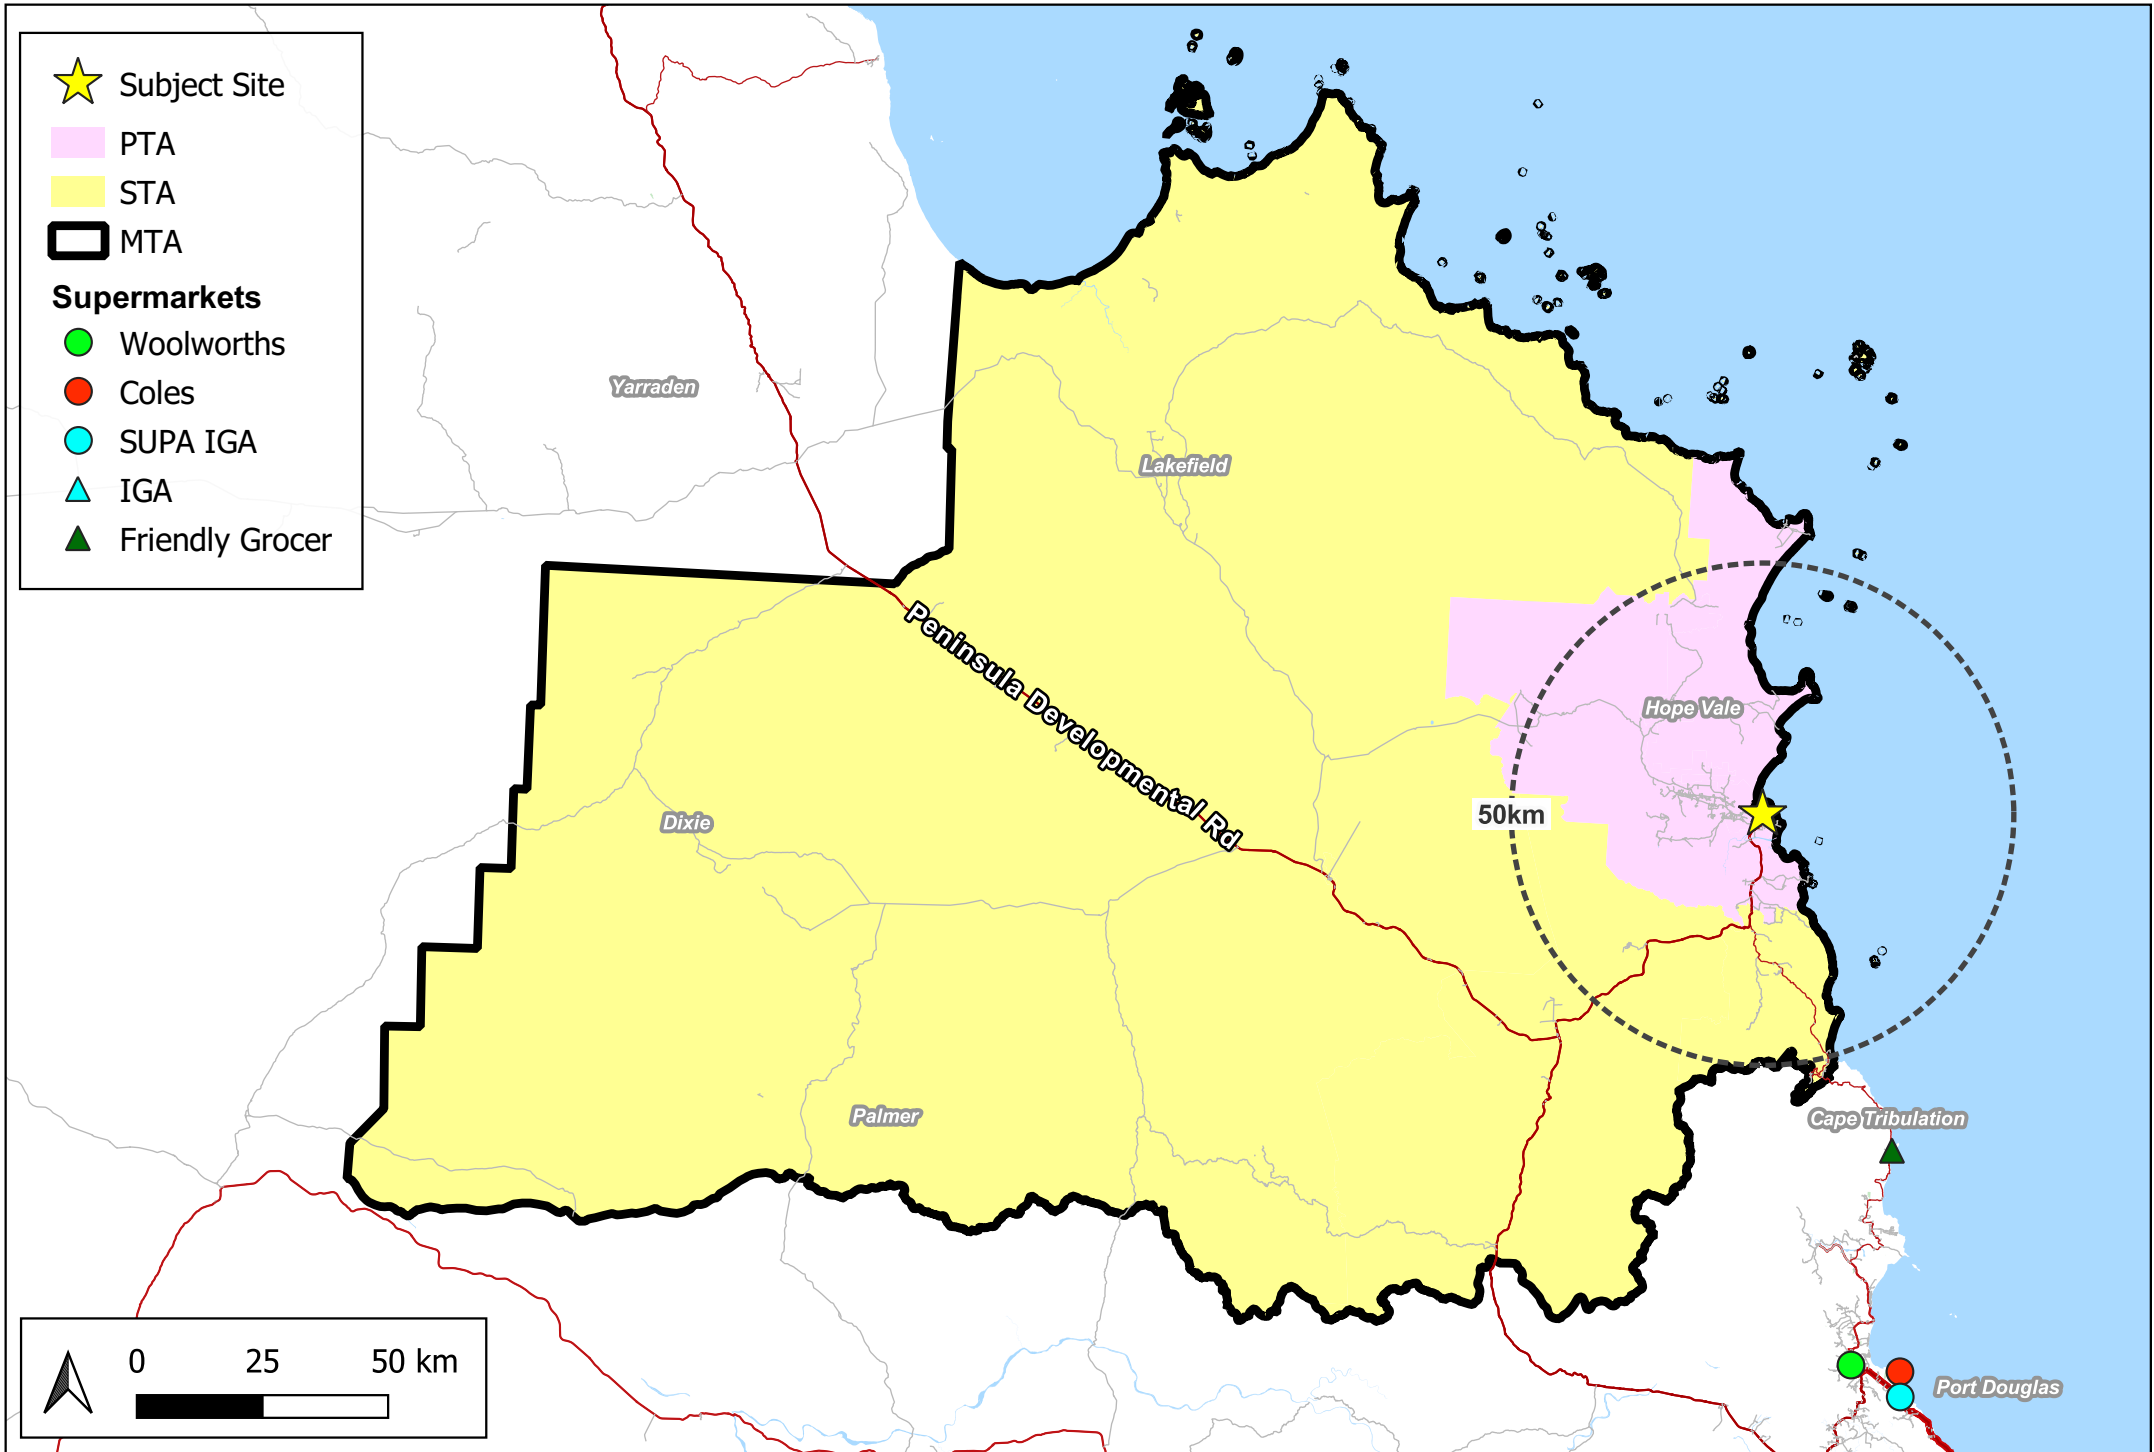 Subject Site
PTA
STA
MTA
Supermarkets
Woolworths
Coles
SUPA IGA
IGA
Friendly Grocer
Yarraden
Lakefield
Peninsula Developmental Rd
Hope Vale
50km
Dixie
Palmer
Cape Tribulation
Port Douglas
0 25 50 km